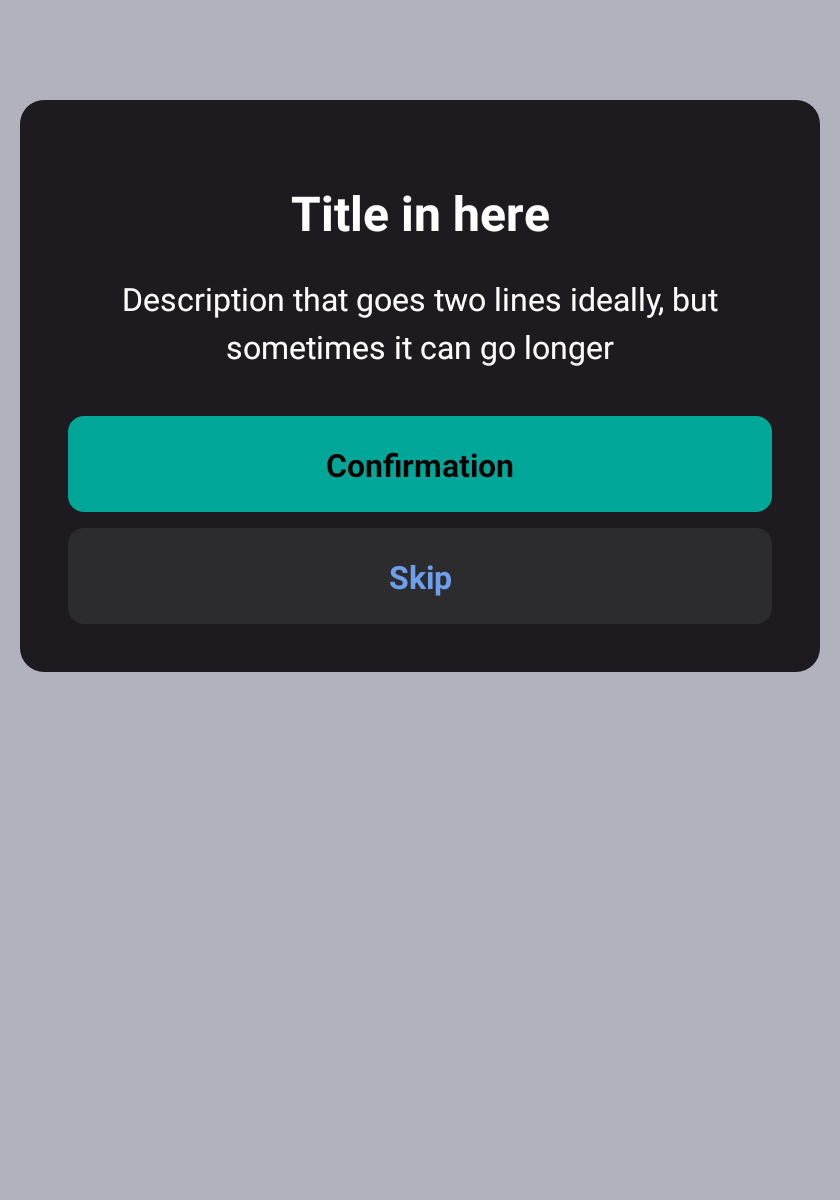 Title in here
Description that goes two lines ideally, but
sometimes it can go longer
Confirmation
Skip